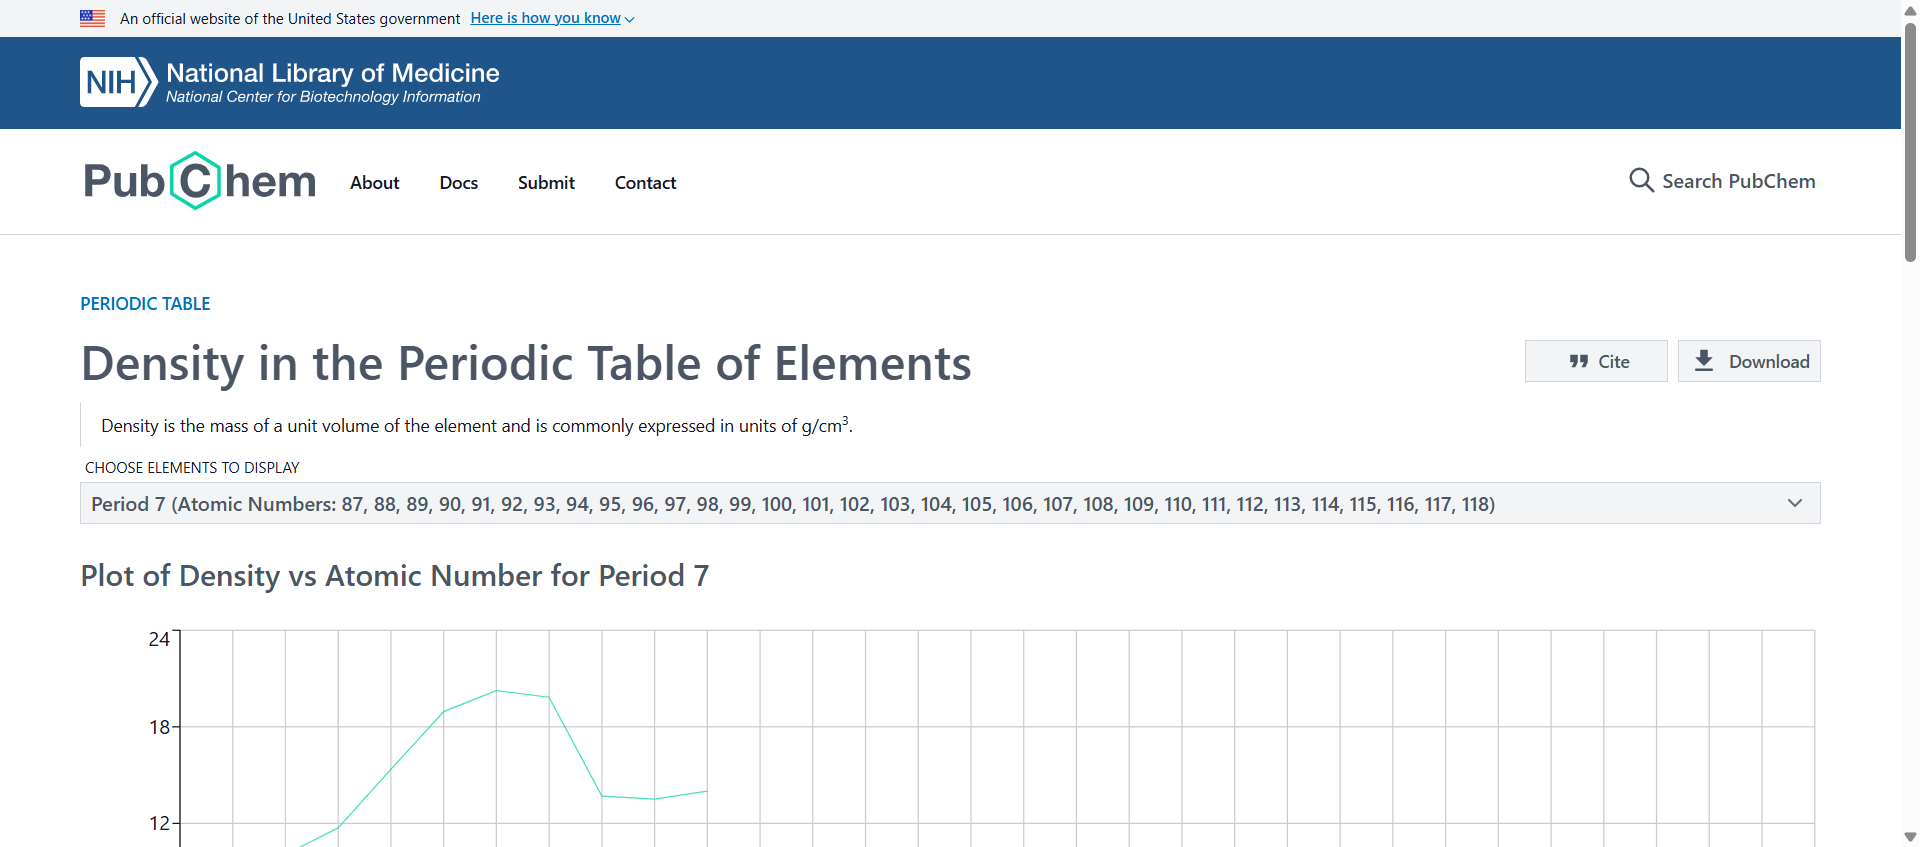 An official website of the United States government Here is how you know
NIH National Library of Medicine
National Center for Biotechnology Information
PubChem About Docs Submit Contact Search PubChem
PERIODIC TABLE
Density in the Periodic Table of Elements
Cite Download
Density is the mass of a unit volume of the element and is commonly expressed in units of g/cm³.
CHOOSE ELEMENTS TO DISPLAY
Period 7 (Atomic Numbers: 87, 88, 89, 90, 91, 92, 93, 94, 95, 96, 97, 98, 99, 100, 101, 102, 103, 104, 105, 106, 107, 108, 109, 110, 111, 112, 113, 114, 115, 116, 117, 118)
Plot of Density vs Atomic Number for Period 7
24
18
12